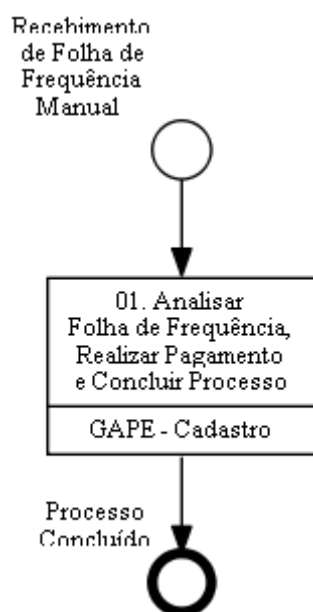 Recebimento
de Folha de
Frequência
Manual
01. Analisar
Folha de Frequência,
Realizar Pagamento
e Concluir Processo
GAPE - Cadastro
Processo
Concluído